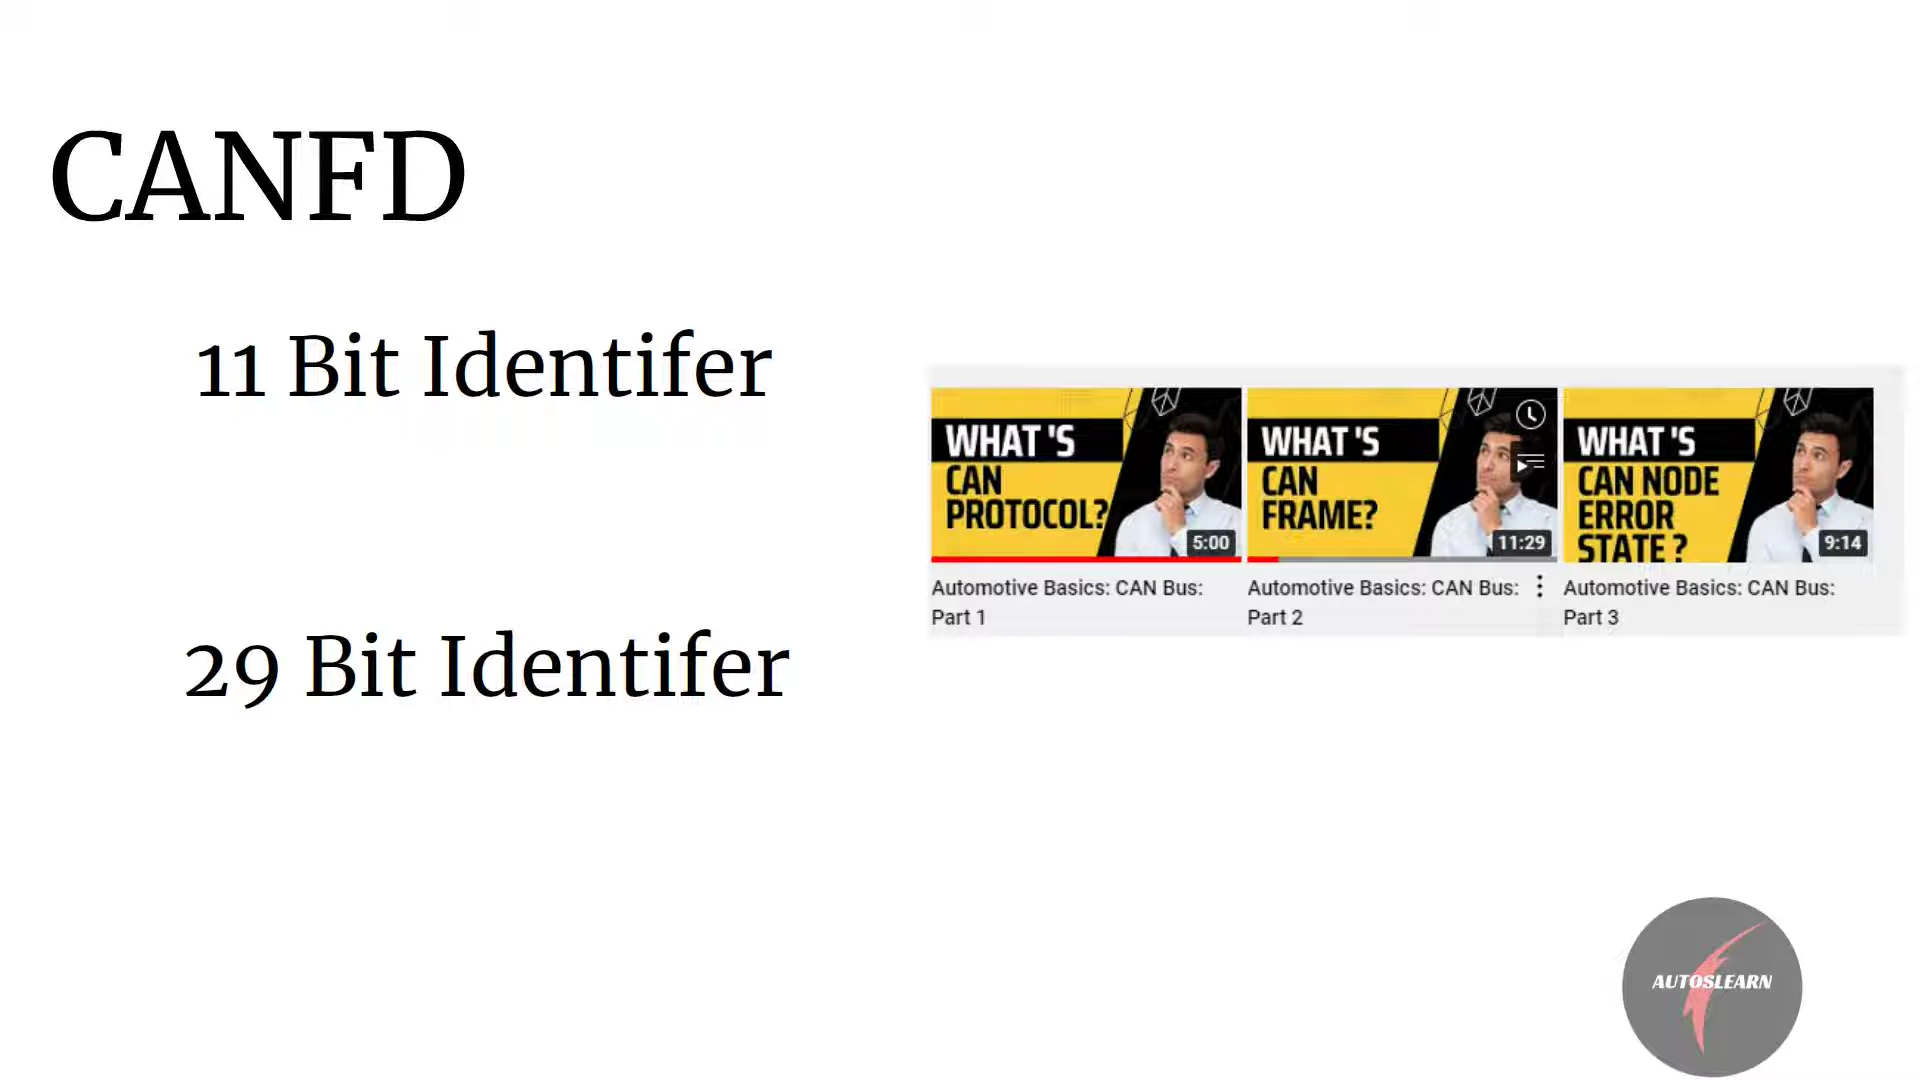 CANFD
11 Bit Identifer
29 Bit Identifer
WHAT 'S
CAN
PROTOCOL?
5:00
Automotive Basics: CAN Bus:
Part 1
WHAT 'S
CAN
FRAME?
11:29
Automotive Basics: CAN Bus:
Part 2
WHAT 'S
CAN NODE
ERROR
STATE ?
9:14
Automotive Basics: CAN Bus:
Part 3
AUTOSLEARN